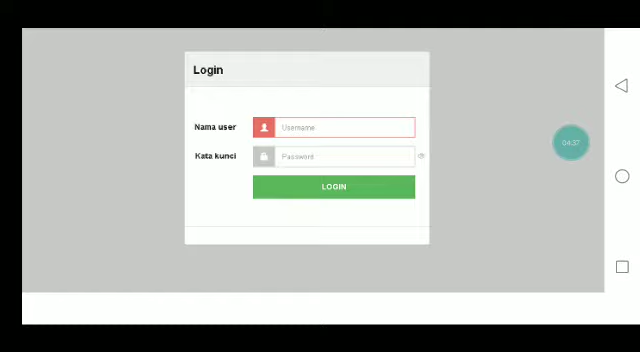 Login
Nama user
Username
Kata kunci
Password
LOGIN
04:37